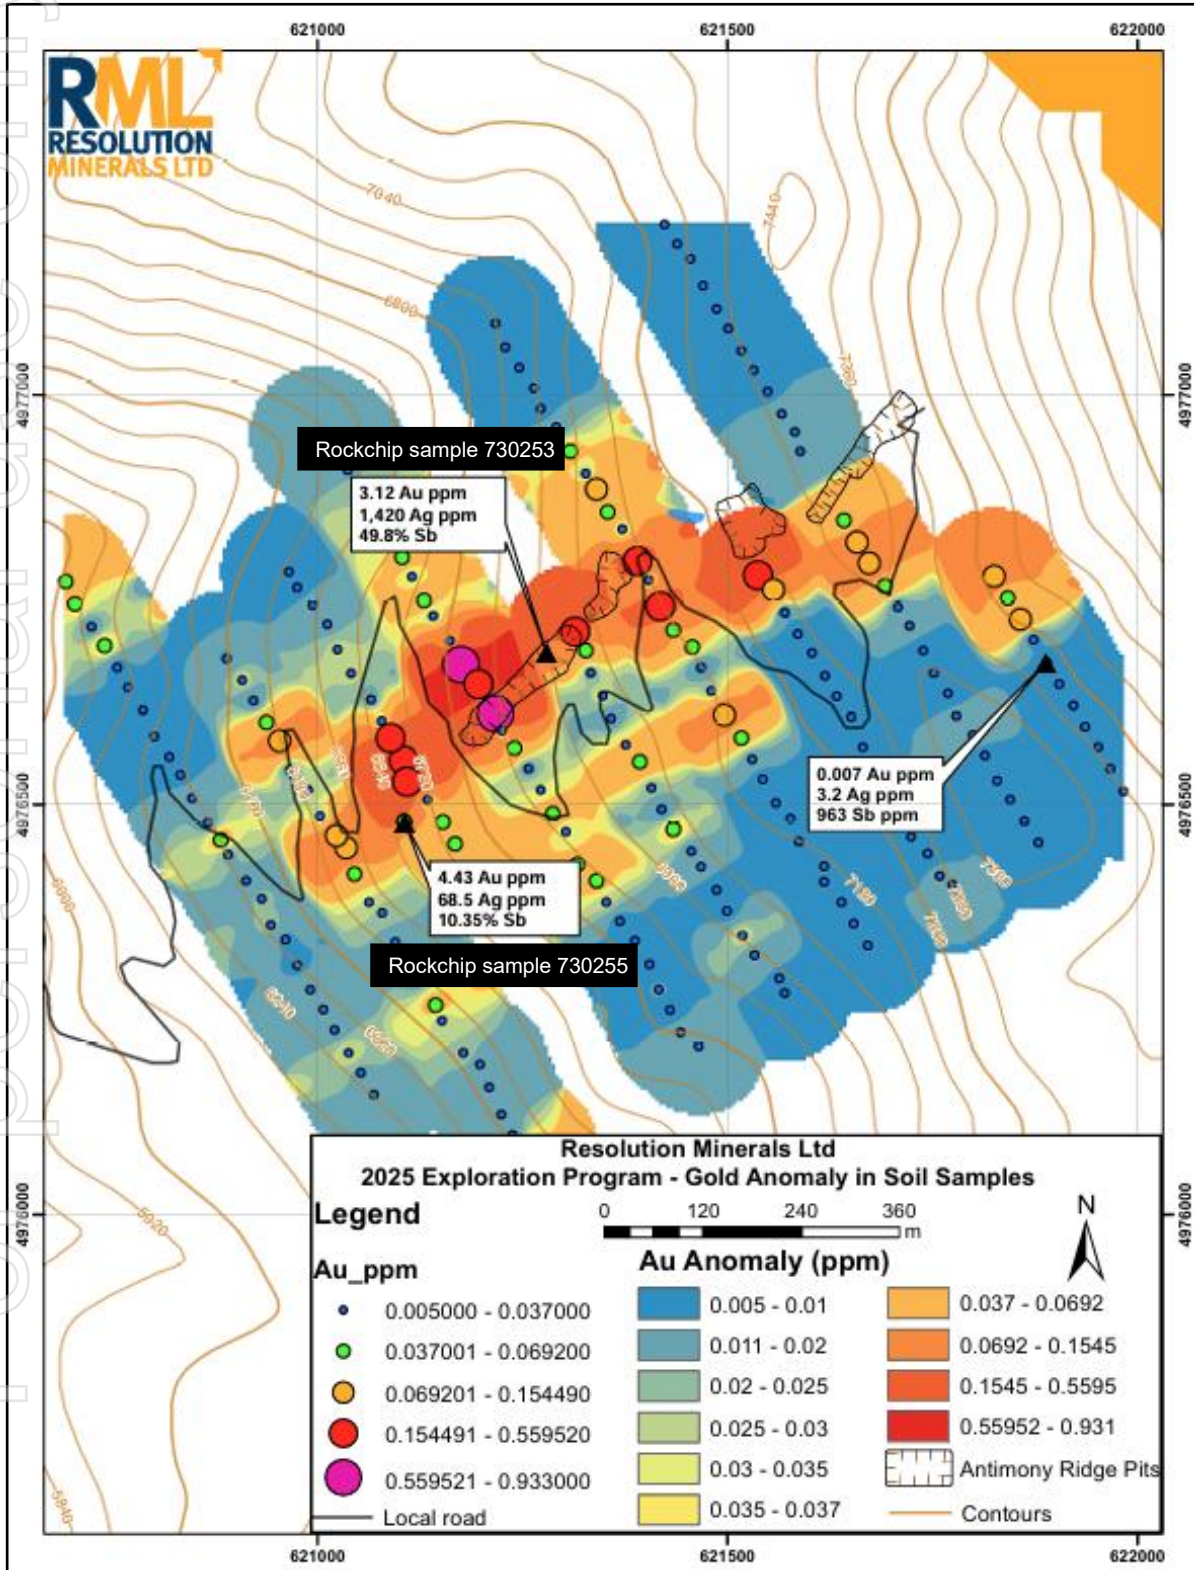 621000
621500
622000
RML
RESOLUTION
MINERALS LTD
7040
7440
6800
7280
4977000
4977000
Rockchip sample 730253
3.12 Au ppm
1,420 Ag ppm
49.8% Sb
4976500
4976500
0.007 Au ppm
3.2 Ag ppm
963 Sb ppm
4.43 Au ppm
68.5 Ag ppm
10.35% Sb
Rockchip sample 730255
5920
5840
4976000
4976000
Resolution Minerals Ltd
2025 Exploration Program - Gold Anomaly in Soil Samples
Legend
0 120 240 360
m
N
Au_ppm
0.005000 - 0.037000
0.037001 - 0.069200
0.069201 - 0.154490
0.154491 - 0.559520
0.559521 - 0.933000
Local road
Au Anomaly (ppm)
0.005 - 0.01
0.011 - 0.02
0.02 - 0.025
0.025 - 0.03
0.03 - 0.035
0.035 - 0.037
0.037 - 0.0692
0.0692 - 0.1545
0.1545 - 0.5595
0.55952 - 0.931
Antimony Ridge Pits
Contours
621000
621500
622000